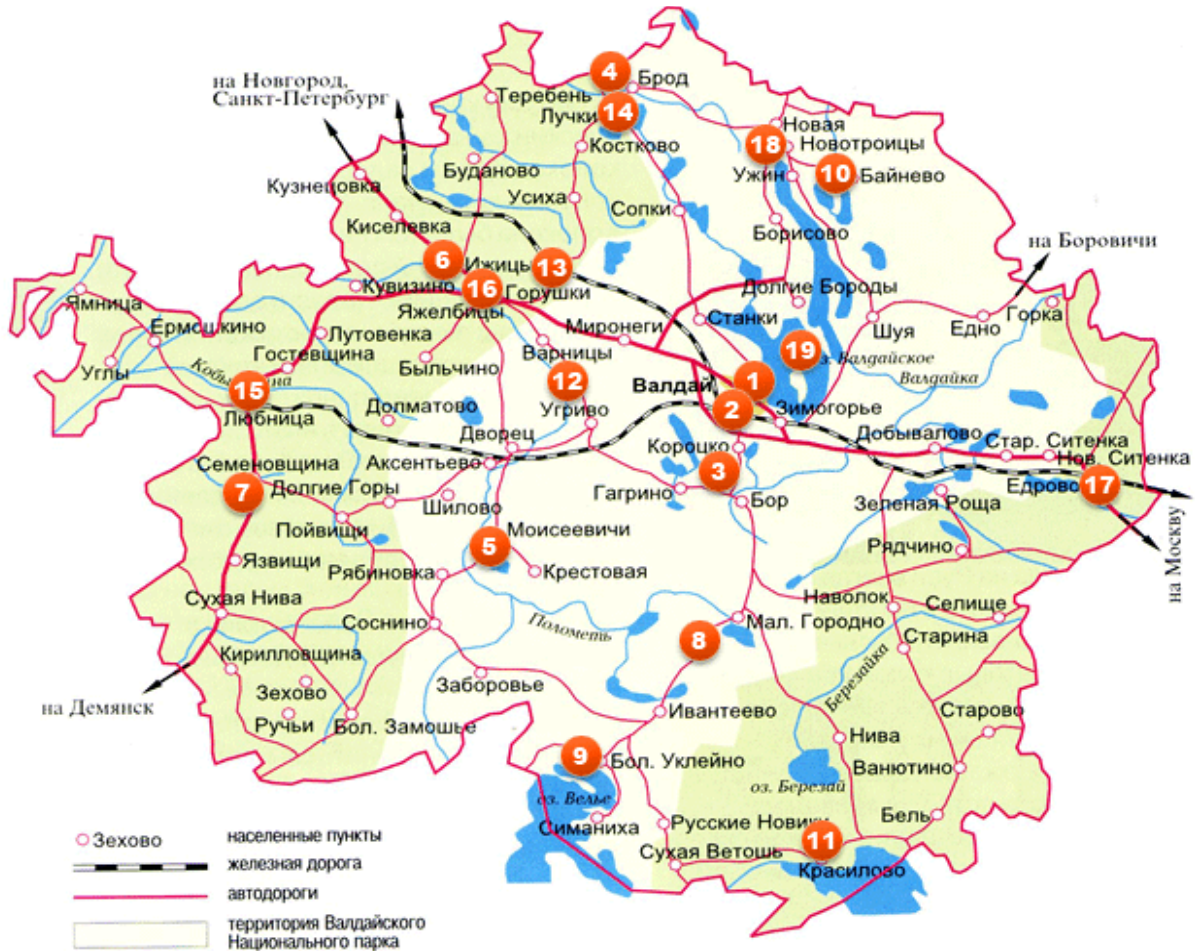 на Новгород,
Санкт-Петербург
4
Брод
Теребень
14
Лучки
Новая
18
Новотроицы
Костково
Буданово
Кузнецовка
Ужин
10
Байнево
Усиха
Сопки
Киселевка
Борисово
на Боровичи
6
Ижицы
13
Кувизино
16
Горушки
Долгие Бороды
Горка
Ямница
Яжелбицы
Ермошкино
Лутовенка
Миронеги
Станки
Шуя
Едно
Гостевщина
Варницы
19
оз. Валдайское
Углы
Быльчино
Валдайка
15
12
Валдай
1
2
Любница
Долматово
Угриво
Зимогорье
Дворец
Короцко
Добывалово
Стар. Ситенка
Семеновщина
Аксентьево
3
Нов. Ситенка
7
Долгие Горы
Гагрино
Едрово
17
Шилово
Бор
Зеленая Роща
Пойвищи
Моисеевичи
на Москву
5
Рядчино
Язвищи
Рябиновка
Крестовая
Сухая Нива
Наволок
Селище
Соснино
Полометь
Мал. Городно
8
Старина
Кирилловщина
Березайка
Зехово
Заборовье
на Демянск
Ручьи
Бол. Замошье
Ивантеево
Старово
Нива
9
Бол. Уклейно
Ванютино
оз. Березай
оз. Велье
Симаниха
Русские Новики
Бель
11
Сухая Ветошь
Красилово
Зехово
населенные пункты
железная дорога
автодороги
территория Валдайского
Национального парка